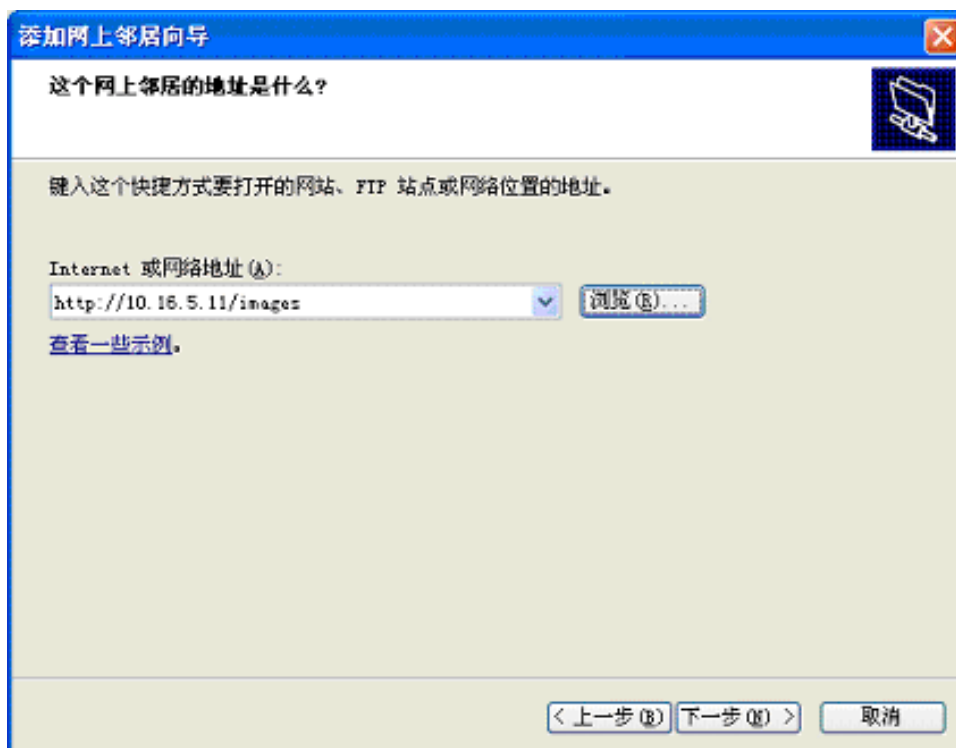 添加网上邻居向导
这个网上邻居的地址是什么?
键入这个快捷方式要打开的网站、FTP 站点或网络位置的地址。
Internet 或网络地址(A):
http://10.16.5.11/images
浏览(R)...
查看一些示例。
< 上一步(B)
下一步(N) >
取消